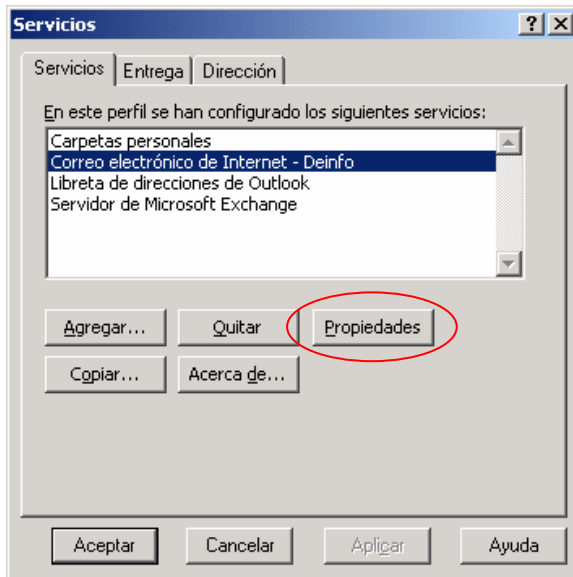 Servicios
Servicios Entrega Dirección
En este perfil se han configurado los siguientes servicios:
Carpetas personales
Correo electrónico de Internet - Deinfo
Libreta de direcciones de Outlook
Servidor de Microsoft Exchange
Agregar... Quitar Propiedades
Copiar... Acerca de...
Aceptar Cancelar Aplicar Ayuda